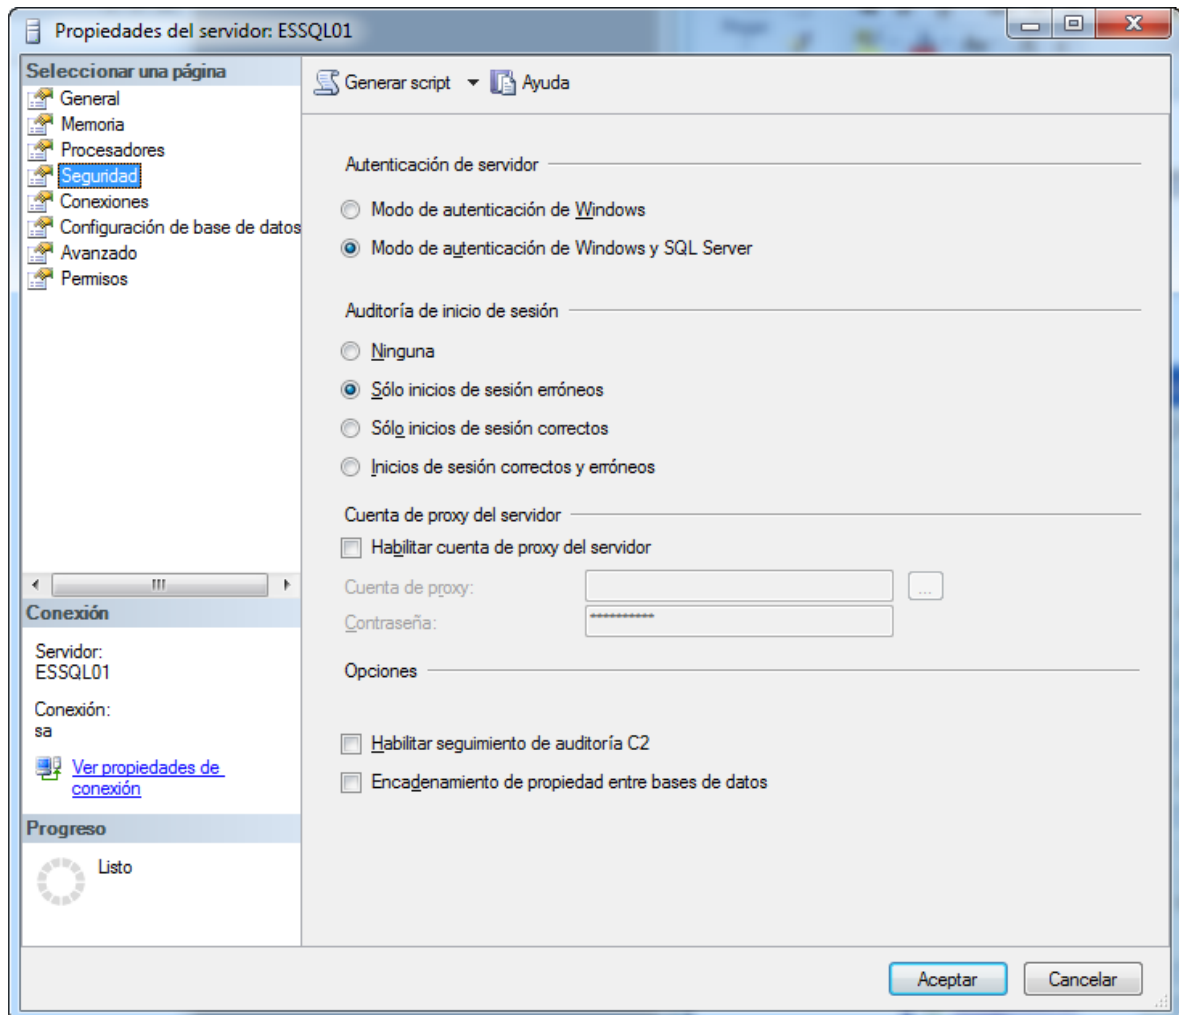 Propiedades del servidor: ESSQL01
Seleccionar una página
General
Memoria
Procesadores
Seguridad
Conexiones
Configuración de base de datos
Avanzado
Permisos
Conexión
Servidor:
ESSQL01
Conexión:
sa
Ver propiedades de
conexión
Progreso
Listo
Generar script
Ayuda
Autenticación de servidor
Modo de autenticación de Windows
Modo de autenticación de Windows y SQL Server
Auditoría de inicio de sesión
Ninguna
Sólo inicios de sesión erróneos
Sólo inicios de sesión correctos
Inicios de sesión correctos y erróneos
Cuenta de proxy del servidor
Habilitar cuenta de proxy del servidor
Cuenta de proxy:
...
Contraseña:
**********
Opciones
Habilitar seguimiento de auditoría C2
Encadenamiento de propiedad entre bases de datos
Aceptar
Cancelar